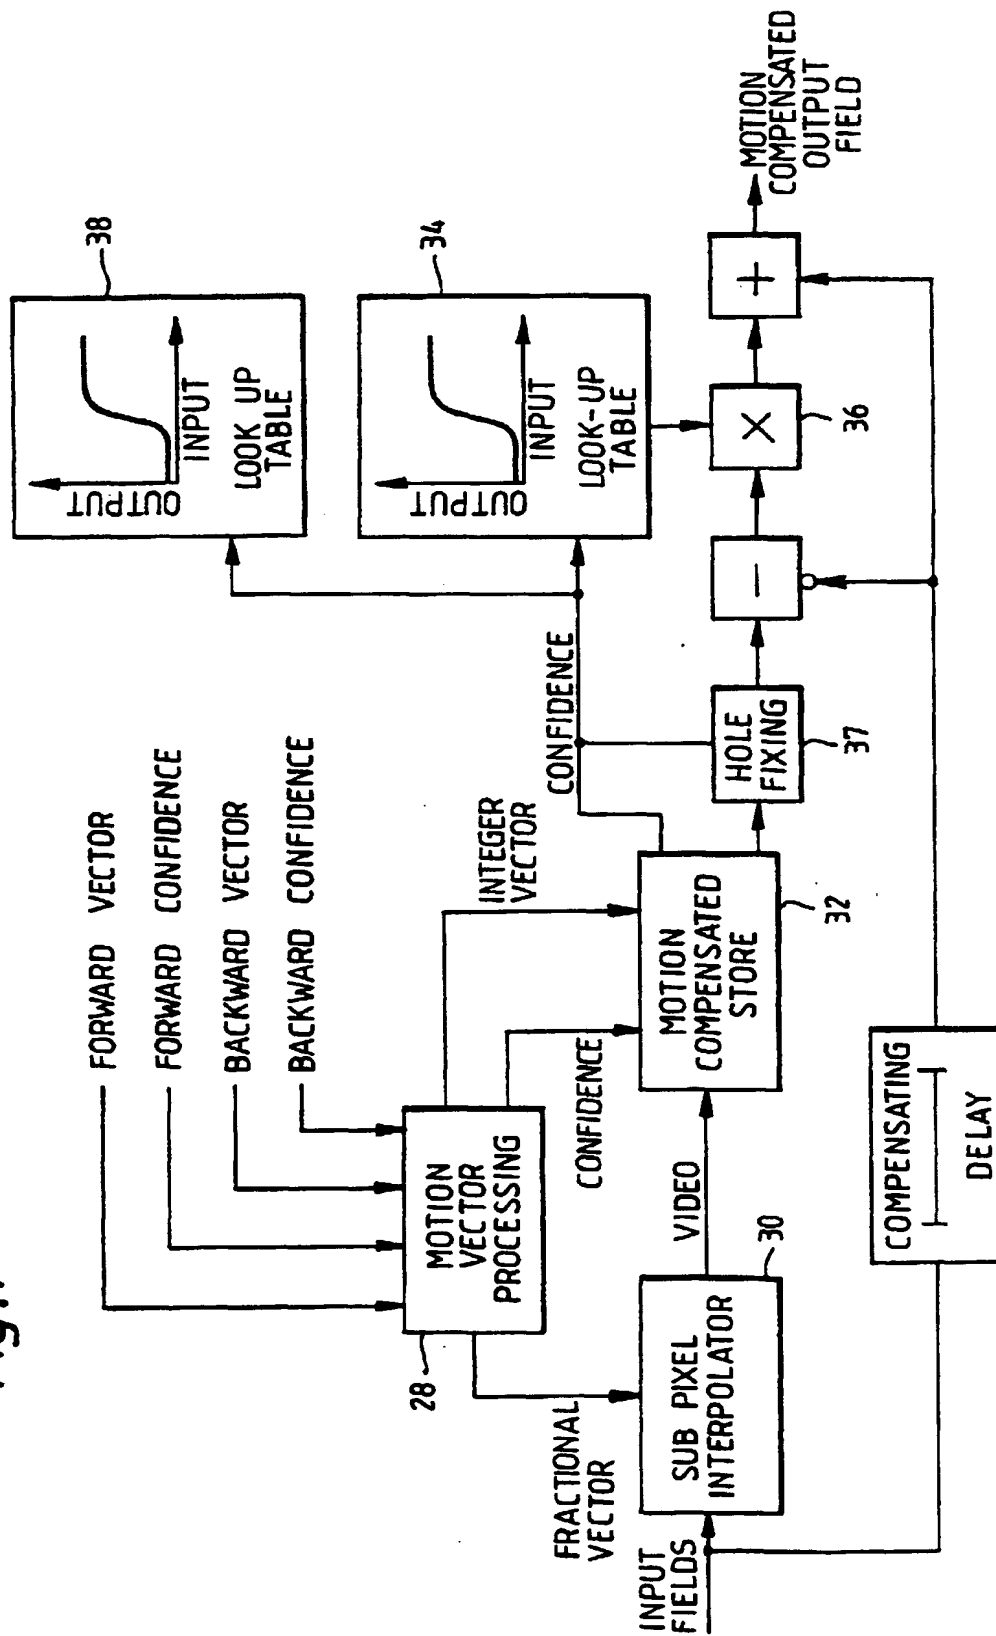 FORWARD VECTOR
FORWARD CONFIDENCE
BACKWARD VECTOR
BACKWARD CONFIDENCE
28
MOTION
VECTOR
PROCESSING
INTEGER
VECTOR
CONFIDENCE
FRACTIONAL
VECTOR
INPUT
FIELDS
SUB PIXEL
INTERPOLATOR
30
VIDEO
MOTION
COMPENSATED
STORE
32
CONFIDENCE
HOLE
FIXING
37
38
OUTPUT
INPUT
LOOK UP
TABLE
34
OUTPUT
INPUT
LOOK-UP
TABLE
−
×
36
+
MOTION
COMPENSATED
OUTPUT
FIELD
COMPENSATING
DELAY